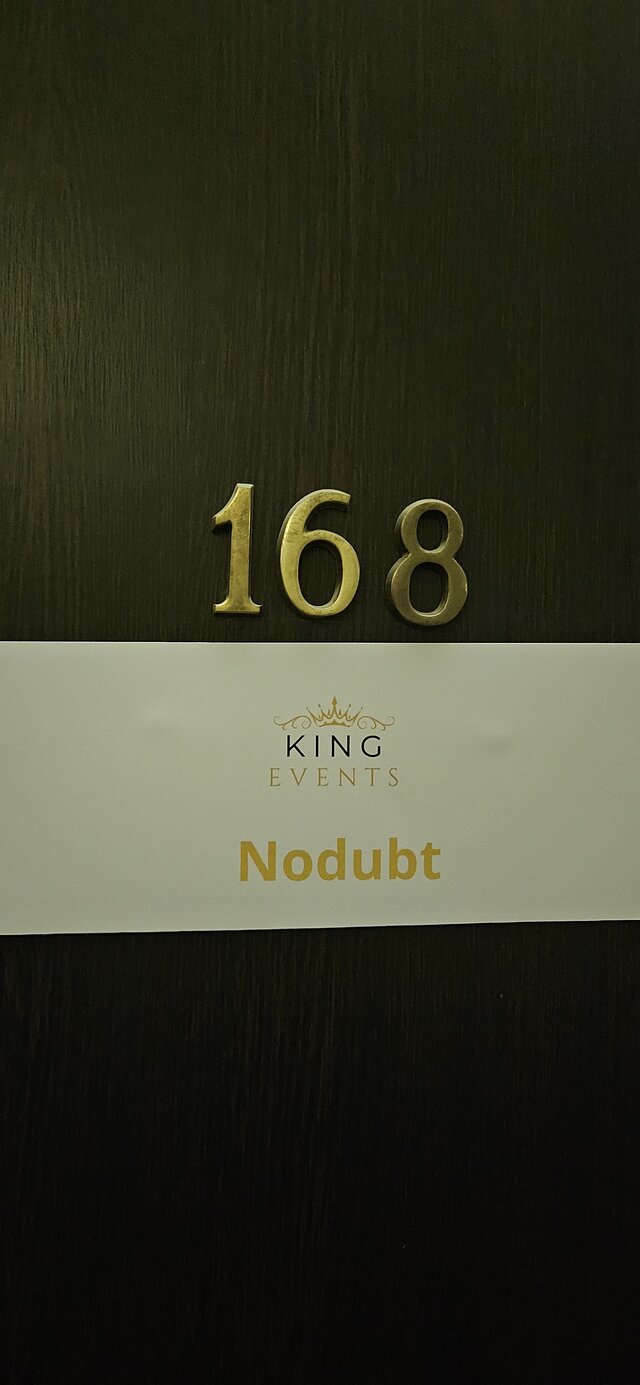 168
KING
EVENTS
Nodubt